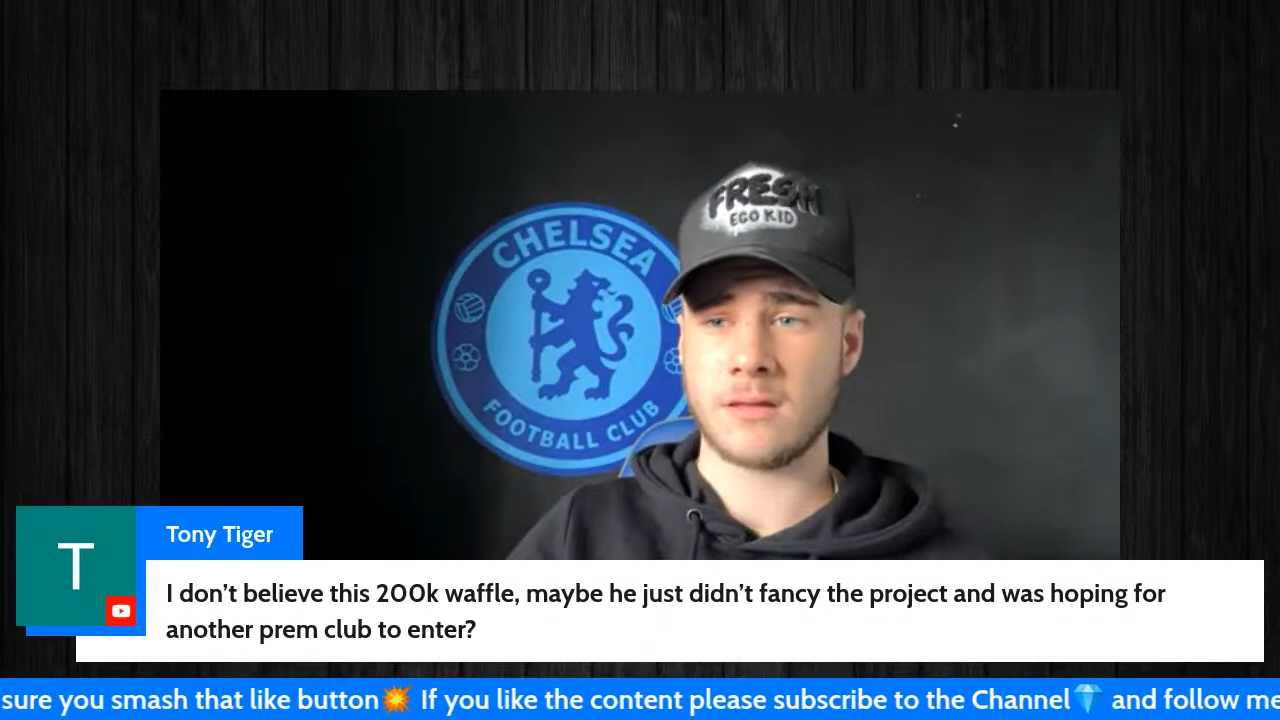 FRESH
EGO KID
CHELSEA
FOOTBALL CLUB
T
Tony Tiger
I don’t believe this 200k waffle, maybe he just didn’t fancy the project and was hoping for
another prem club to enter?
sure you smash that like button💥 If you like the content please subscribe to the Channel💎 and follow me